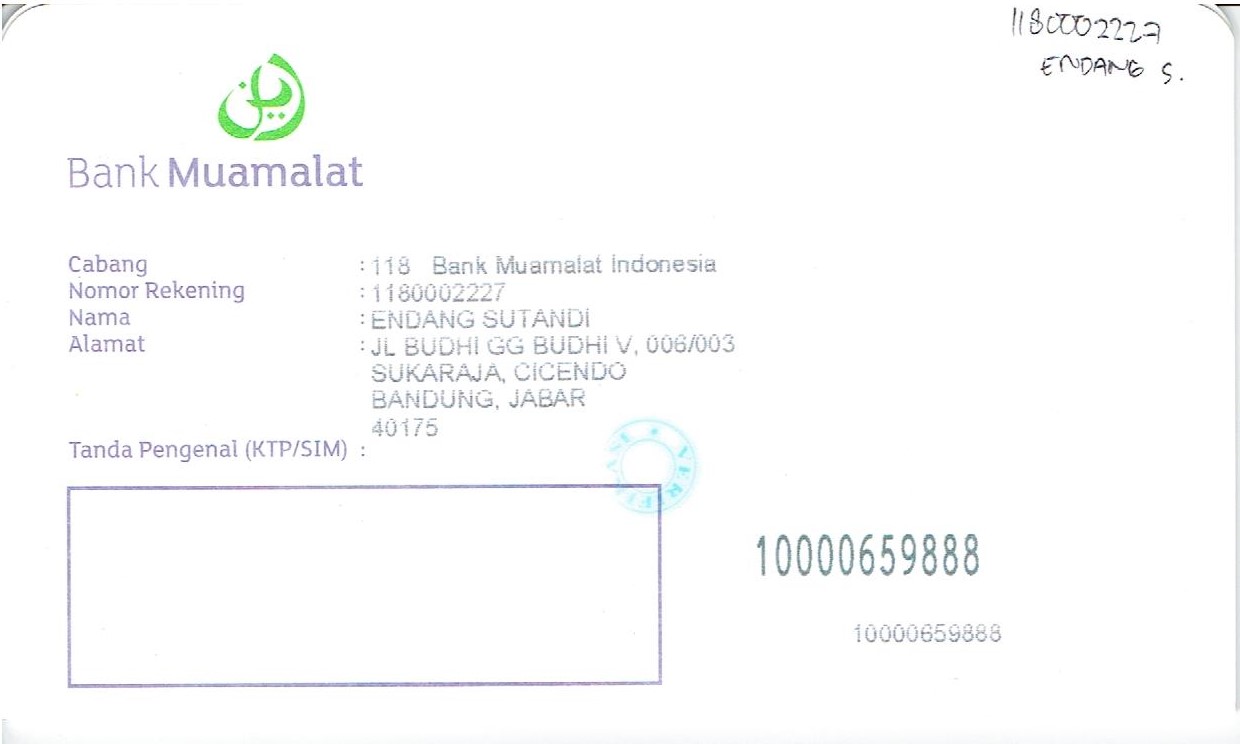 1180002227
ENDANG S.
Bank Muamalat
Cabang : 118 Bank Muamalat Indonesia
Nomor Rekening : 1180002227
Nama : ENDANG SUTANDI
Alamat : JL BUDHI GG BUDHI V, 006/003
SUKARAJA, CICENDO
BANDUNG, JABAR
40175
Tanda Pengenal (KTP/SIM) :
10000659888
10000659888